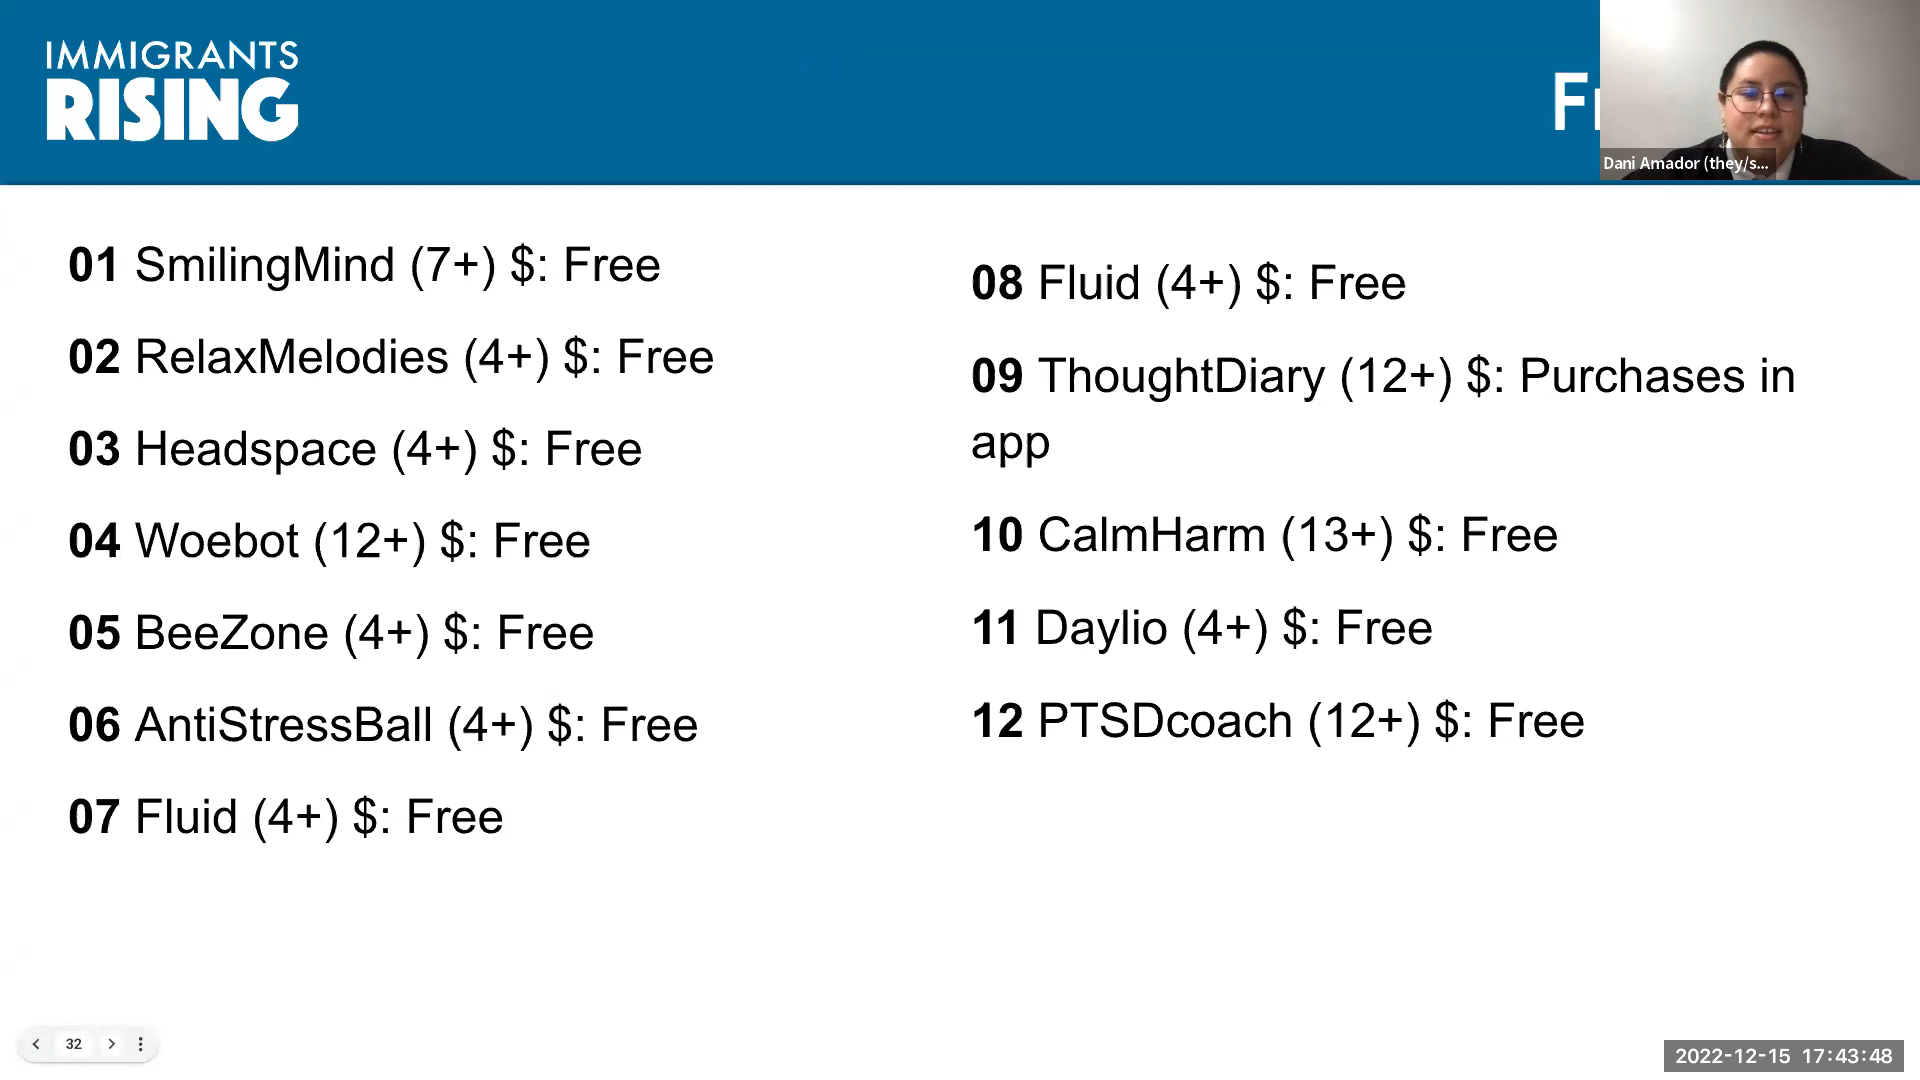 IMMIGRANTS
RISING
Dani Amador (they/s...
01 SmilingMind (7+) $: Free
02 RelaxMelodies (4+) $: Free
03 Headspace (4+) $: Free
04 Woebot (12+) $: Free
05 BeeZone (4+) $: Free
06 AntiStressBall (4+) $: Free
07 Fluid (4+) $: Free
08 Fluid (4+) $: Free
09 ThoughtDiary (12+) $: Purchases in
app
10 CalmHarm (13+) $: Free
11 Daylio (4+) $: Free
12 PTSDcoach (12+) $: Free
32
2022-12-15 17:43:48